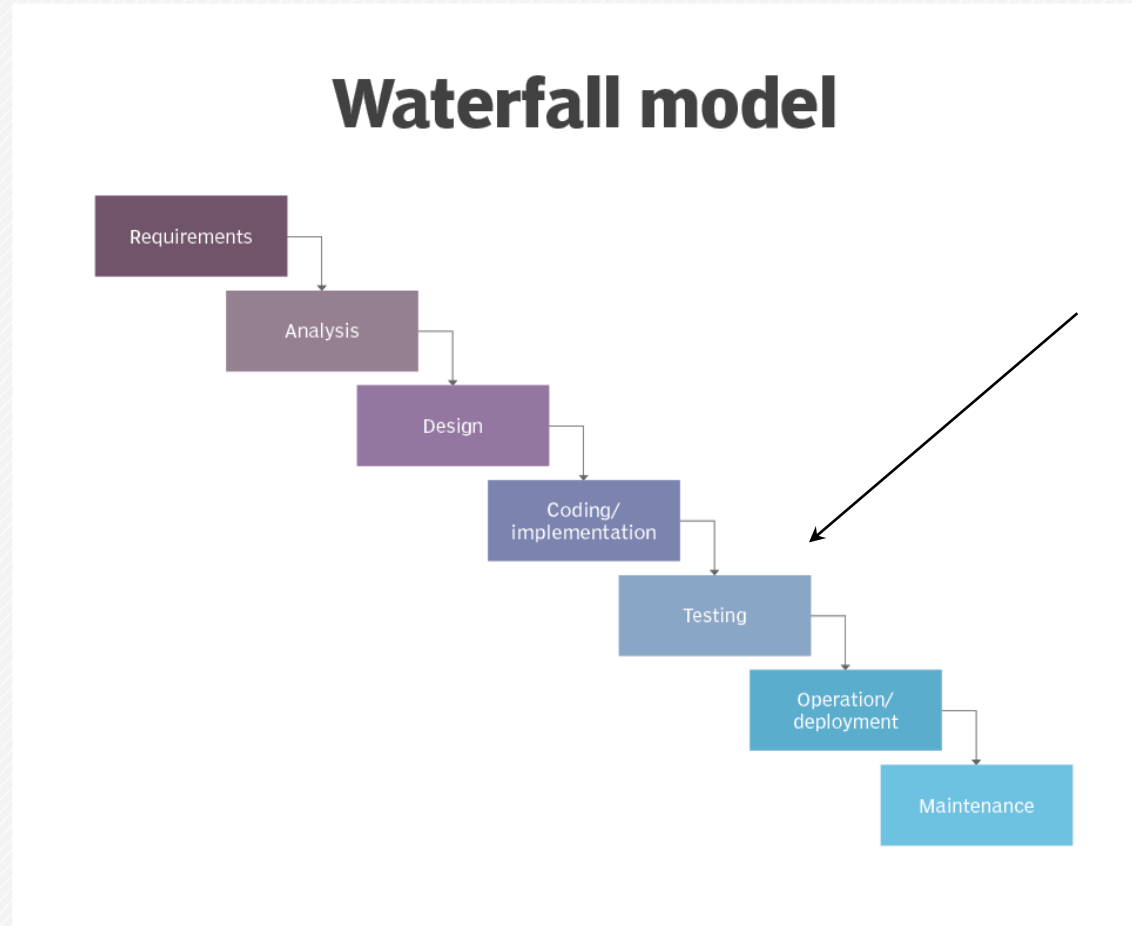 Waterfall model
Requirements
Analysis
Design
Coding/
implementation
Testing
Operation/
deployment
Maintenance